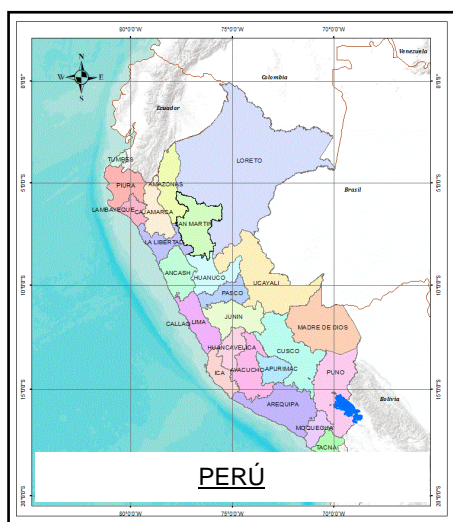 80°0'0"W 75°0'0"W 70°0'0"W
N
W E
S
Venezuela
Colombia
Ecuador
0°0'0" 0°0'0"
TUMBES
LORETO
PIURA
AMAZONAS
Brasil
5°0'0"S 5°0'0"S
LAMBAYEQUE
CAJAMARCA
SAN MARTIN
LA LIBERTAD
ANCASH
HUANUCO
UCAYALI
10°0'0"S 10°0'0"S
PASCO
CALLAO
LIMA
JUNIN
MADRE DE DIOS
HUANCAVELICA
CUSCO
ICA
AYACUCHO
APURIMAC
PUNO
15°0'0"S 15°0'0"S
AREQUIPA
Bolivia
MOQUEGUA
TACNA
PERÚ
20°0'0"S 20°0'0"S
80°0'0"W 75°0'0"W 70°0'0"W